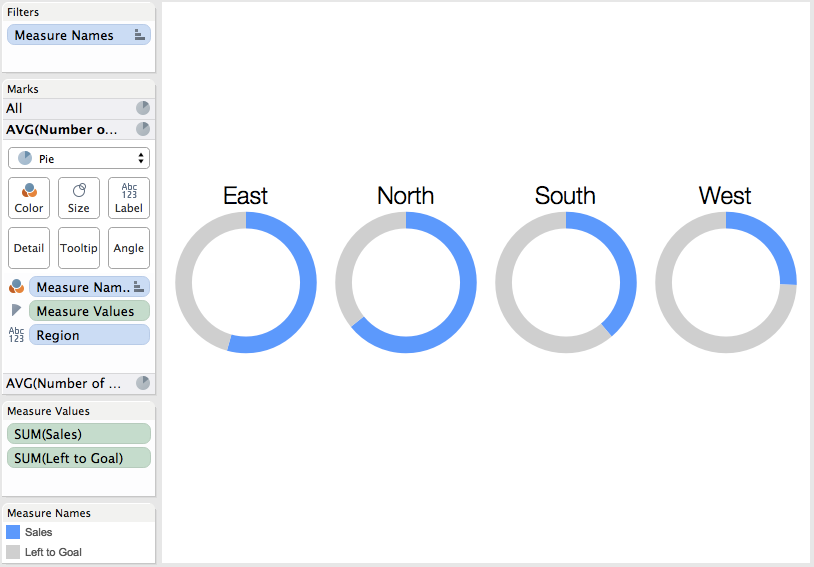 Filters
Measure Names
Marks
All
AVG(Number o...
Pie
Color
Size
Abc
123
Label
Detail
Tooltip
Angle
Measure Nam..
Measure Values
Abc
123
Region
AVG(Number of ...
Measure Values
SUM(Sales)
SUM(Left to Goal)
Measure Names
Sales
Left to Goal
East
North
South
West